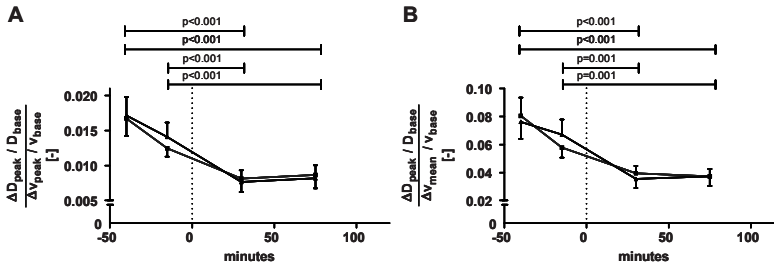 A
p<0.001
p<0.001
p<0.001
p<0.001
ΔDpeak / Dbase
Δvpeak / vbase
[-]
0.020
0.015
0.010
0.005
0
-50
0
50
100
minutes
B
p<0.001
p<0.001
p=0.001
p=0.001
ΔDpeak / Dbase
Δvmean / vbase
[-]
0.10
0.08
0.06
0.04
0.02
0
-50
0
50
100
minutes